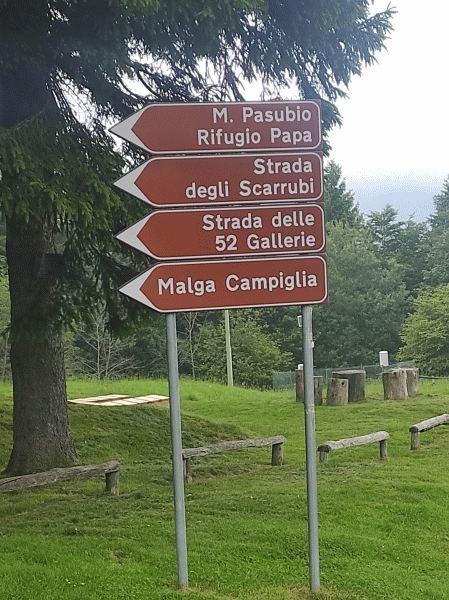 M. Pasubio
Rifugio Papa
Strada
degli Scarrubi
Strada delle
52 Gallerie
Malga Campiglia